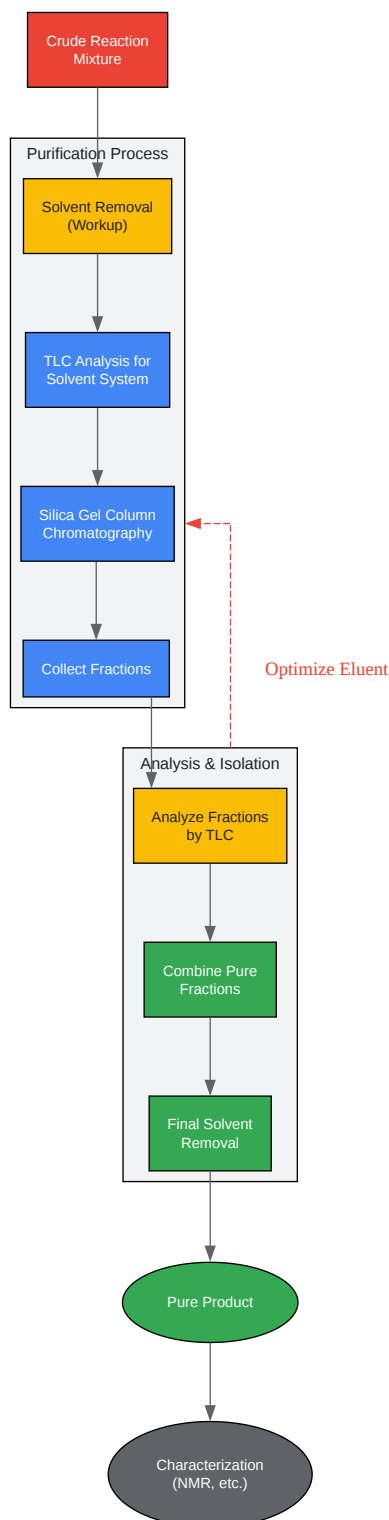 Crude Reaction
Mixture
Purification Process
Solvent Removal
(Workup)
TLC Analysis for
Solvent System
Silica Gel Column
Chromatography
Collect Fractions
Optimize Eluent
Analysis & Isolation
Analyze Fractions
by TLC
Combine Pure
Fractions
Final Solvent
Removal
Pure Product
Characterization
(NMR, etc.)